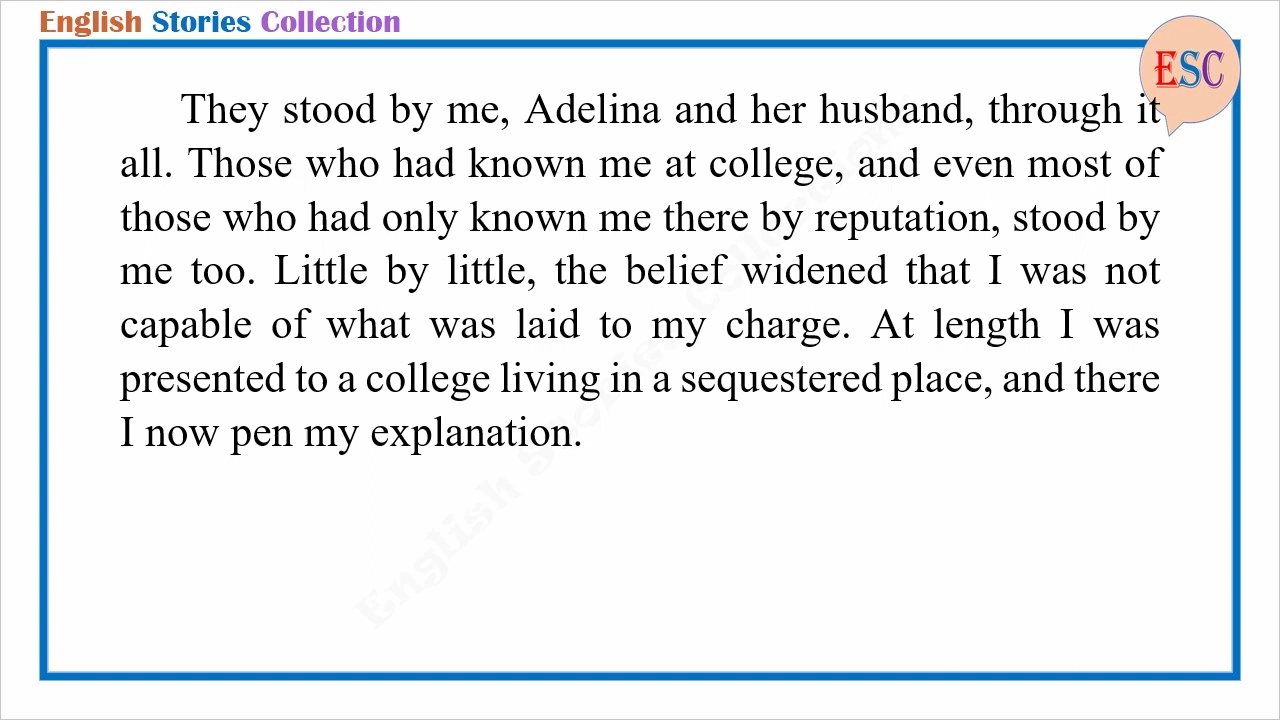 English Stories Collection
ESC
They stood by me, Adelina and her husband, through it
all. Those who had known me at college, and even most of
those who had only known me there by reputation, stood by
me too. Little by little, the belief widened that I was not
capable of what was laid to my charge. At length I was
presented to a college living in a sequestered place, and there
I now pen my explanation.
English Stories Collection